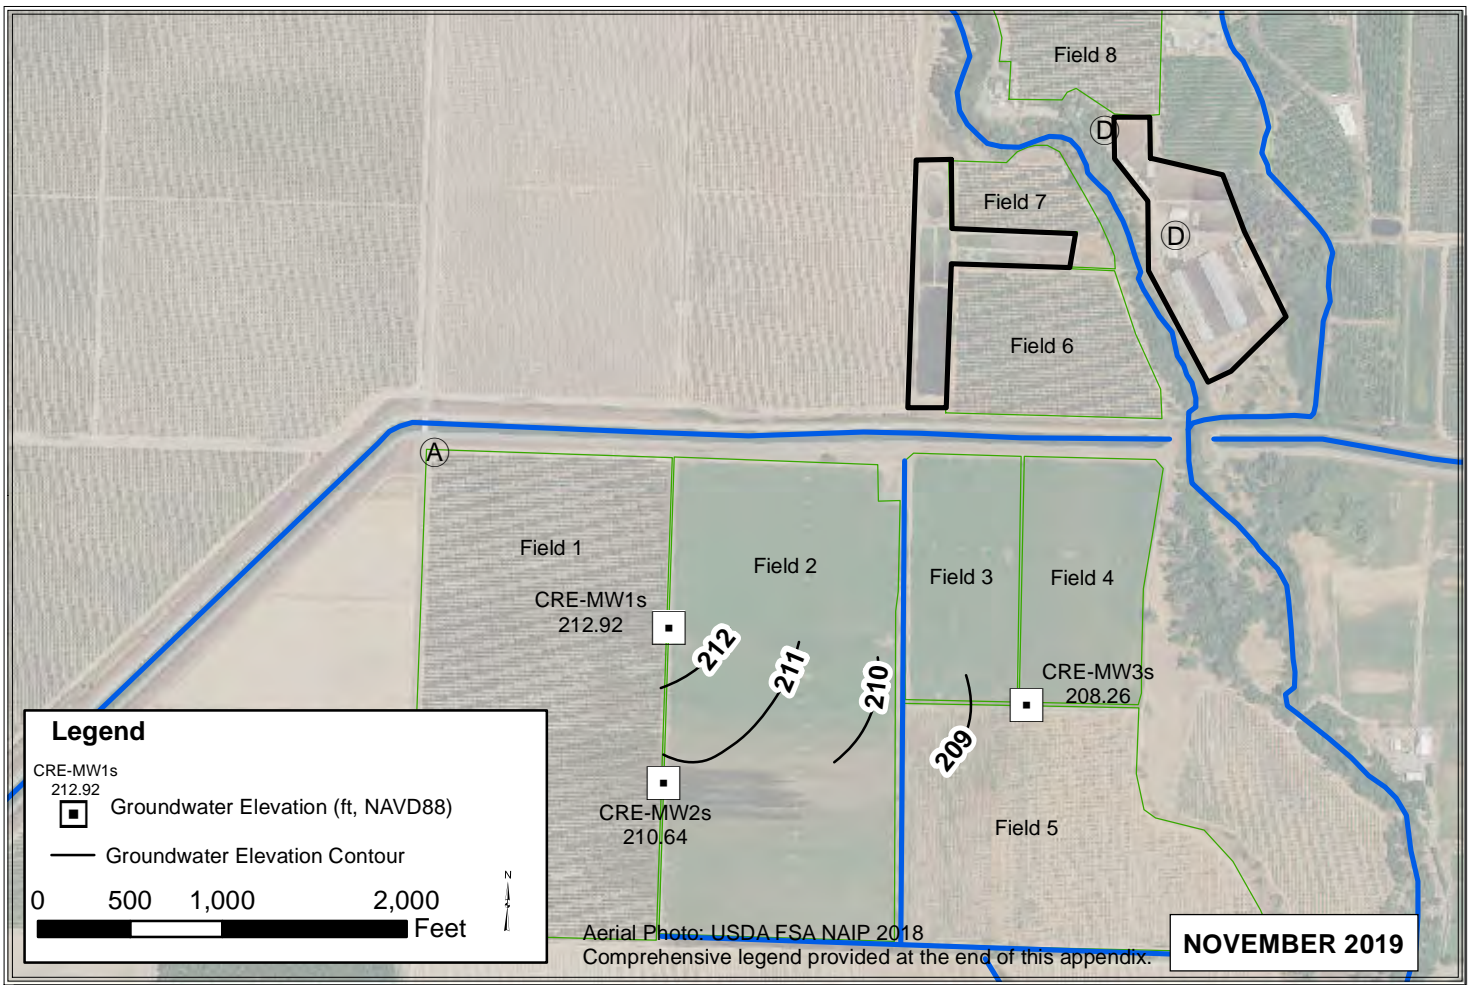 Field 8
D
Field 7
D
Field 6
A
Field 1
Field 2
Field 3
Field 4
CRE-MW1s
212.92
212
211
210
CRE-MW3s
208.26
209
CRE-MW2s
210.64
Field 5
Legend
CRE-MW1s
212.92
Groundwater Elevation (ft, NAVD88)
Groundwater Elevation Contour
0 500 1,000 2,000
Feet
N
Aerial Photo: USDA FSA NAIP 2018
Comprehensive legend provided at the end of this appendix.
NOVEMBER 2019